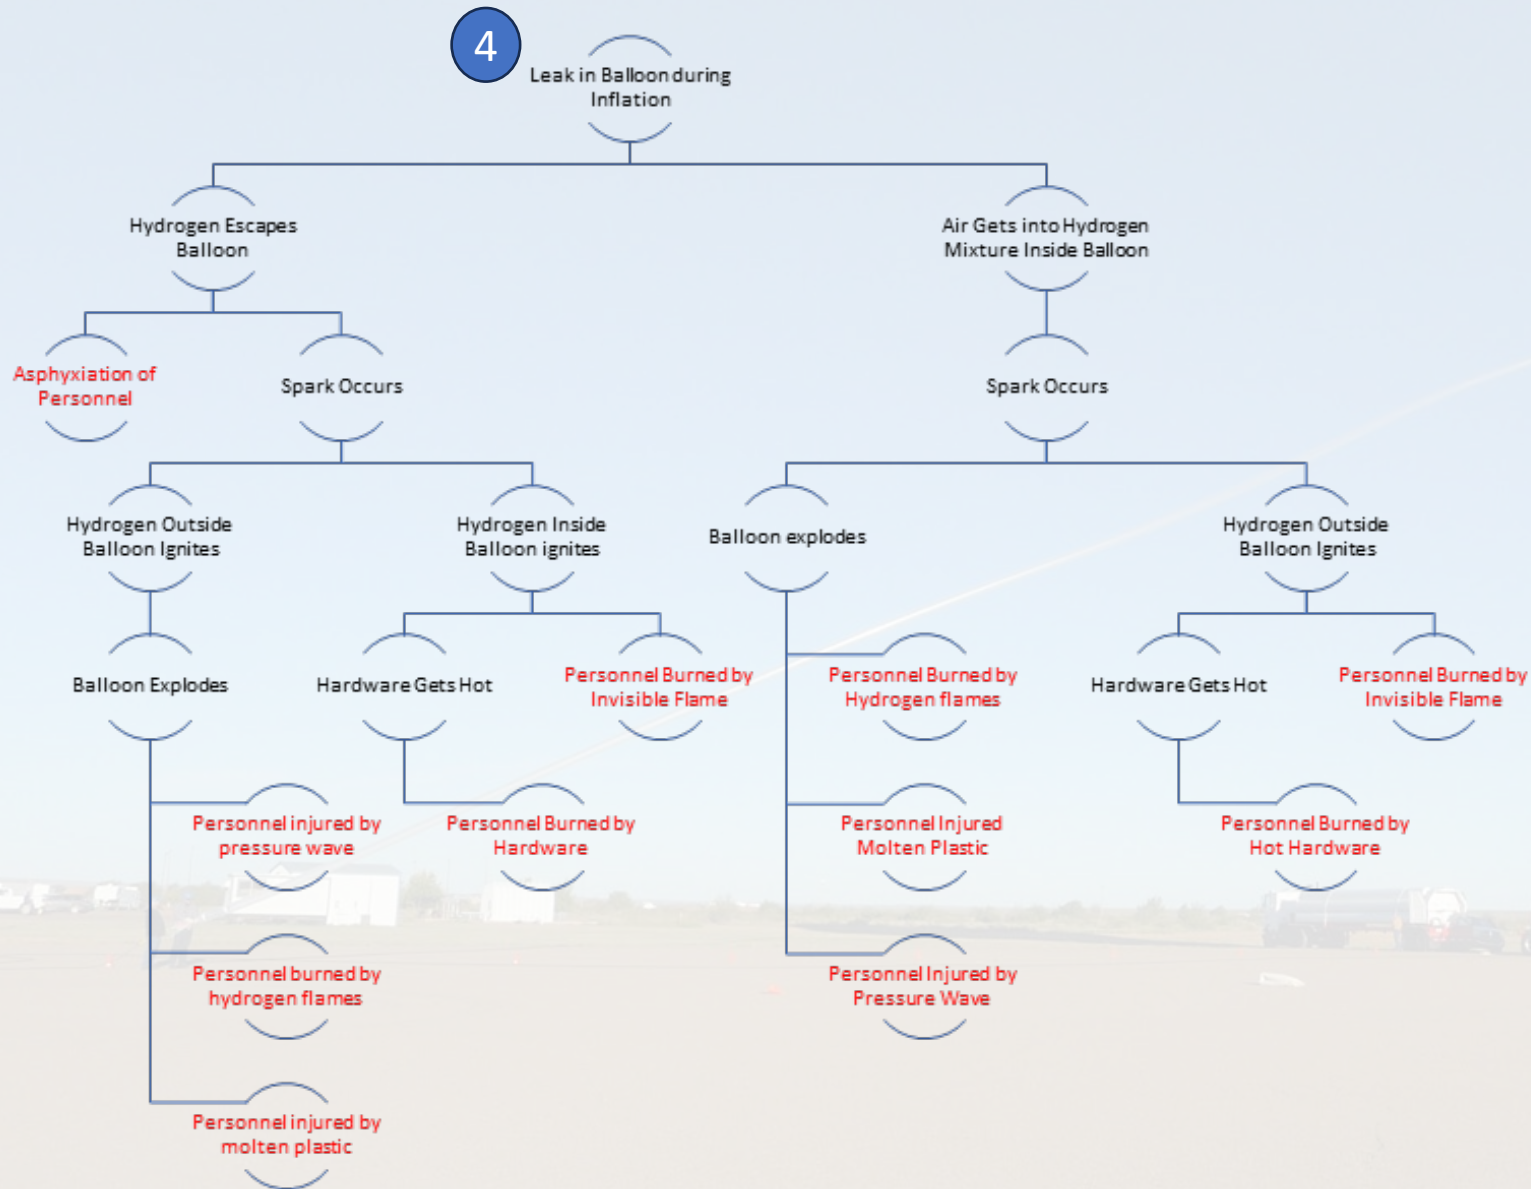 4
Leak in Balloon during
Inflation
Hydrogen Escapes
Balloon
Air Gets into Hydrogen
Mixture Inside Balloon
Asphyxiation of
Personnel
Spark Occurs
Spark Occurs
Hydrogen Outside
Balloon Ignites
Hydrogen Inside
Balloon ignites
Balloon explodes
Hydrogen Outside
Balloon Ignites
Balloon Explodes
Hardware Gets Hot
Personnel Burned by
Invisible Flame
Personnel Burned by
Hydrogen flames
Hardware Gets Hot
Personnel Burned by
Invisible Flame
Personnel injured by
pressure wave
Personnel Burned by
Hardware
Personnel Injured
Molten Plastic
Personnel Burned by
Hot Hardware
Personnel burned by
hydrogen flames
Personnel Injured by
Pressure Wave
Personnel injured by
molten plastic